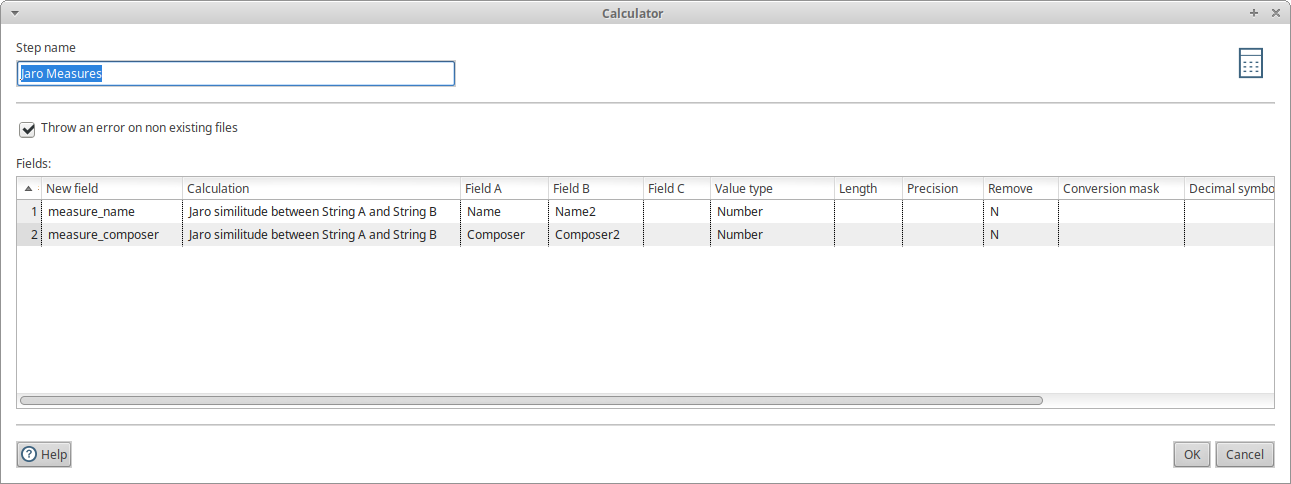 Calculator
Step name
Jaro Measures
Throw an error on non existing files
Fields:
New field Calculation Field A Field B Field C Value type Length Precision Remove Conversion mask Decimal symbo
1 measure_name Jaro similitude between String A and String B Name Name2 Number N
2 measure_composer Jaro similitude between String A and String B Composer Composer2 Number N
Help OK Cancel